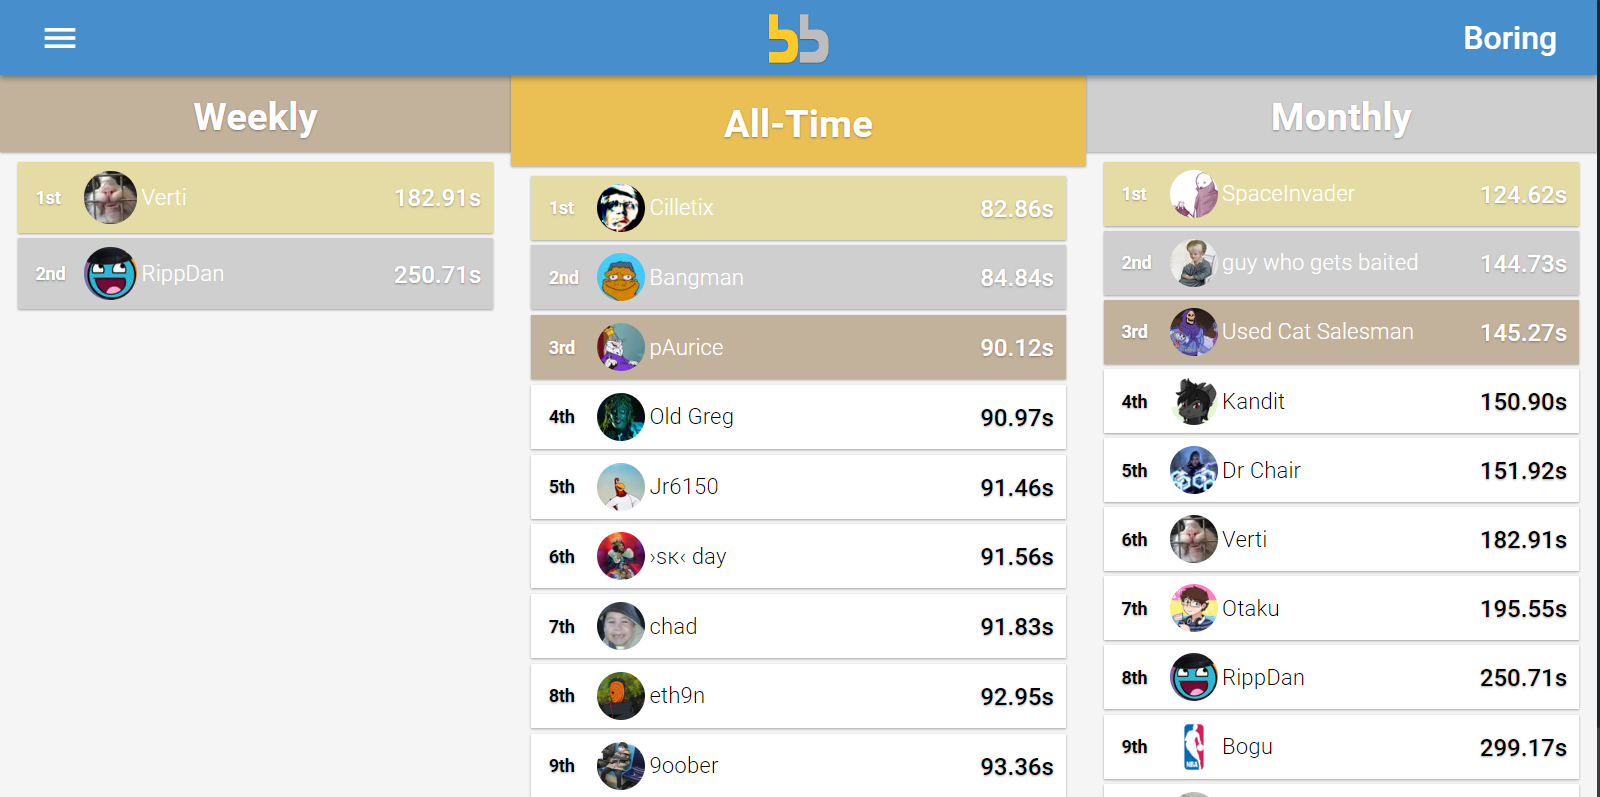 bb
Boring
Weekly
1st Verti 182.91s
2nd RippDan 250.71s
All-Time
1st Cilletix 82.86s
2nd Bangman 84.84s
3rd pAurice 90.12s
4th Old Greg 90.97s
5th Jr6150 91.46s
6th ›sκ‹ day 91.56s
7th chad 91.83s
8th eth9n 92.95s
9th 9oober 93.36s
Monthly
1st SpaceInvader 124.62s
2nd guy who gets baited 144.73s
3rd Used Cat Salesman 145.27s
4th Kandit 150.90s
5th Dr Chair 151.92s
6th Verti 182.91s
7th Otaku 195.55s
8th RippDan 250.71s
9th NBA Bogu 299.17s